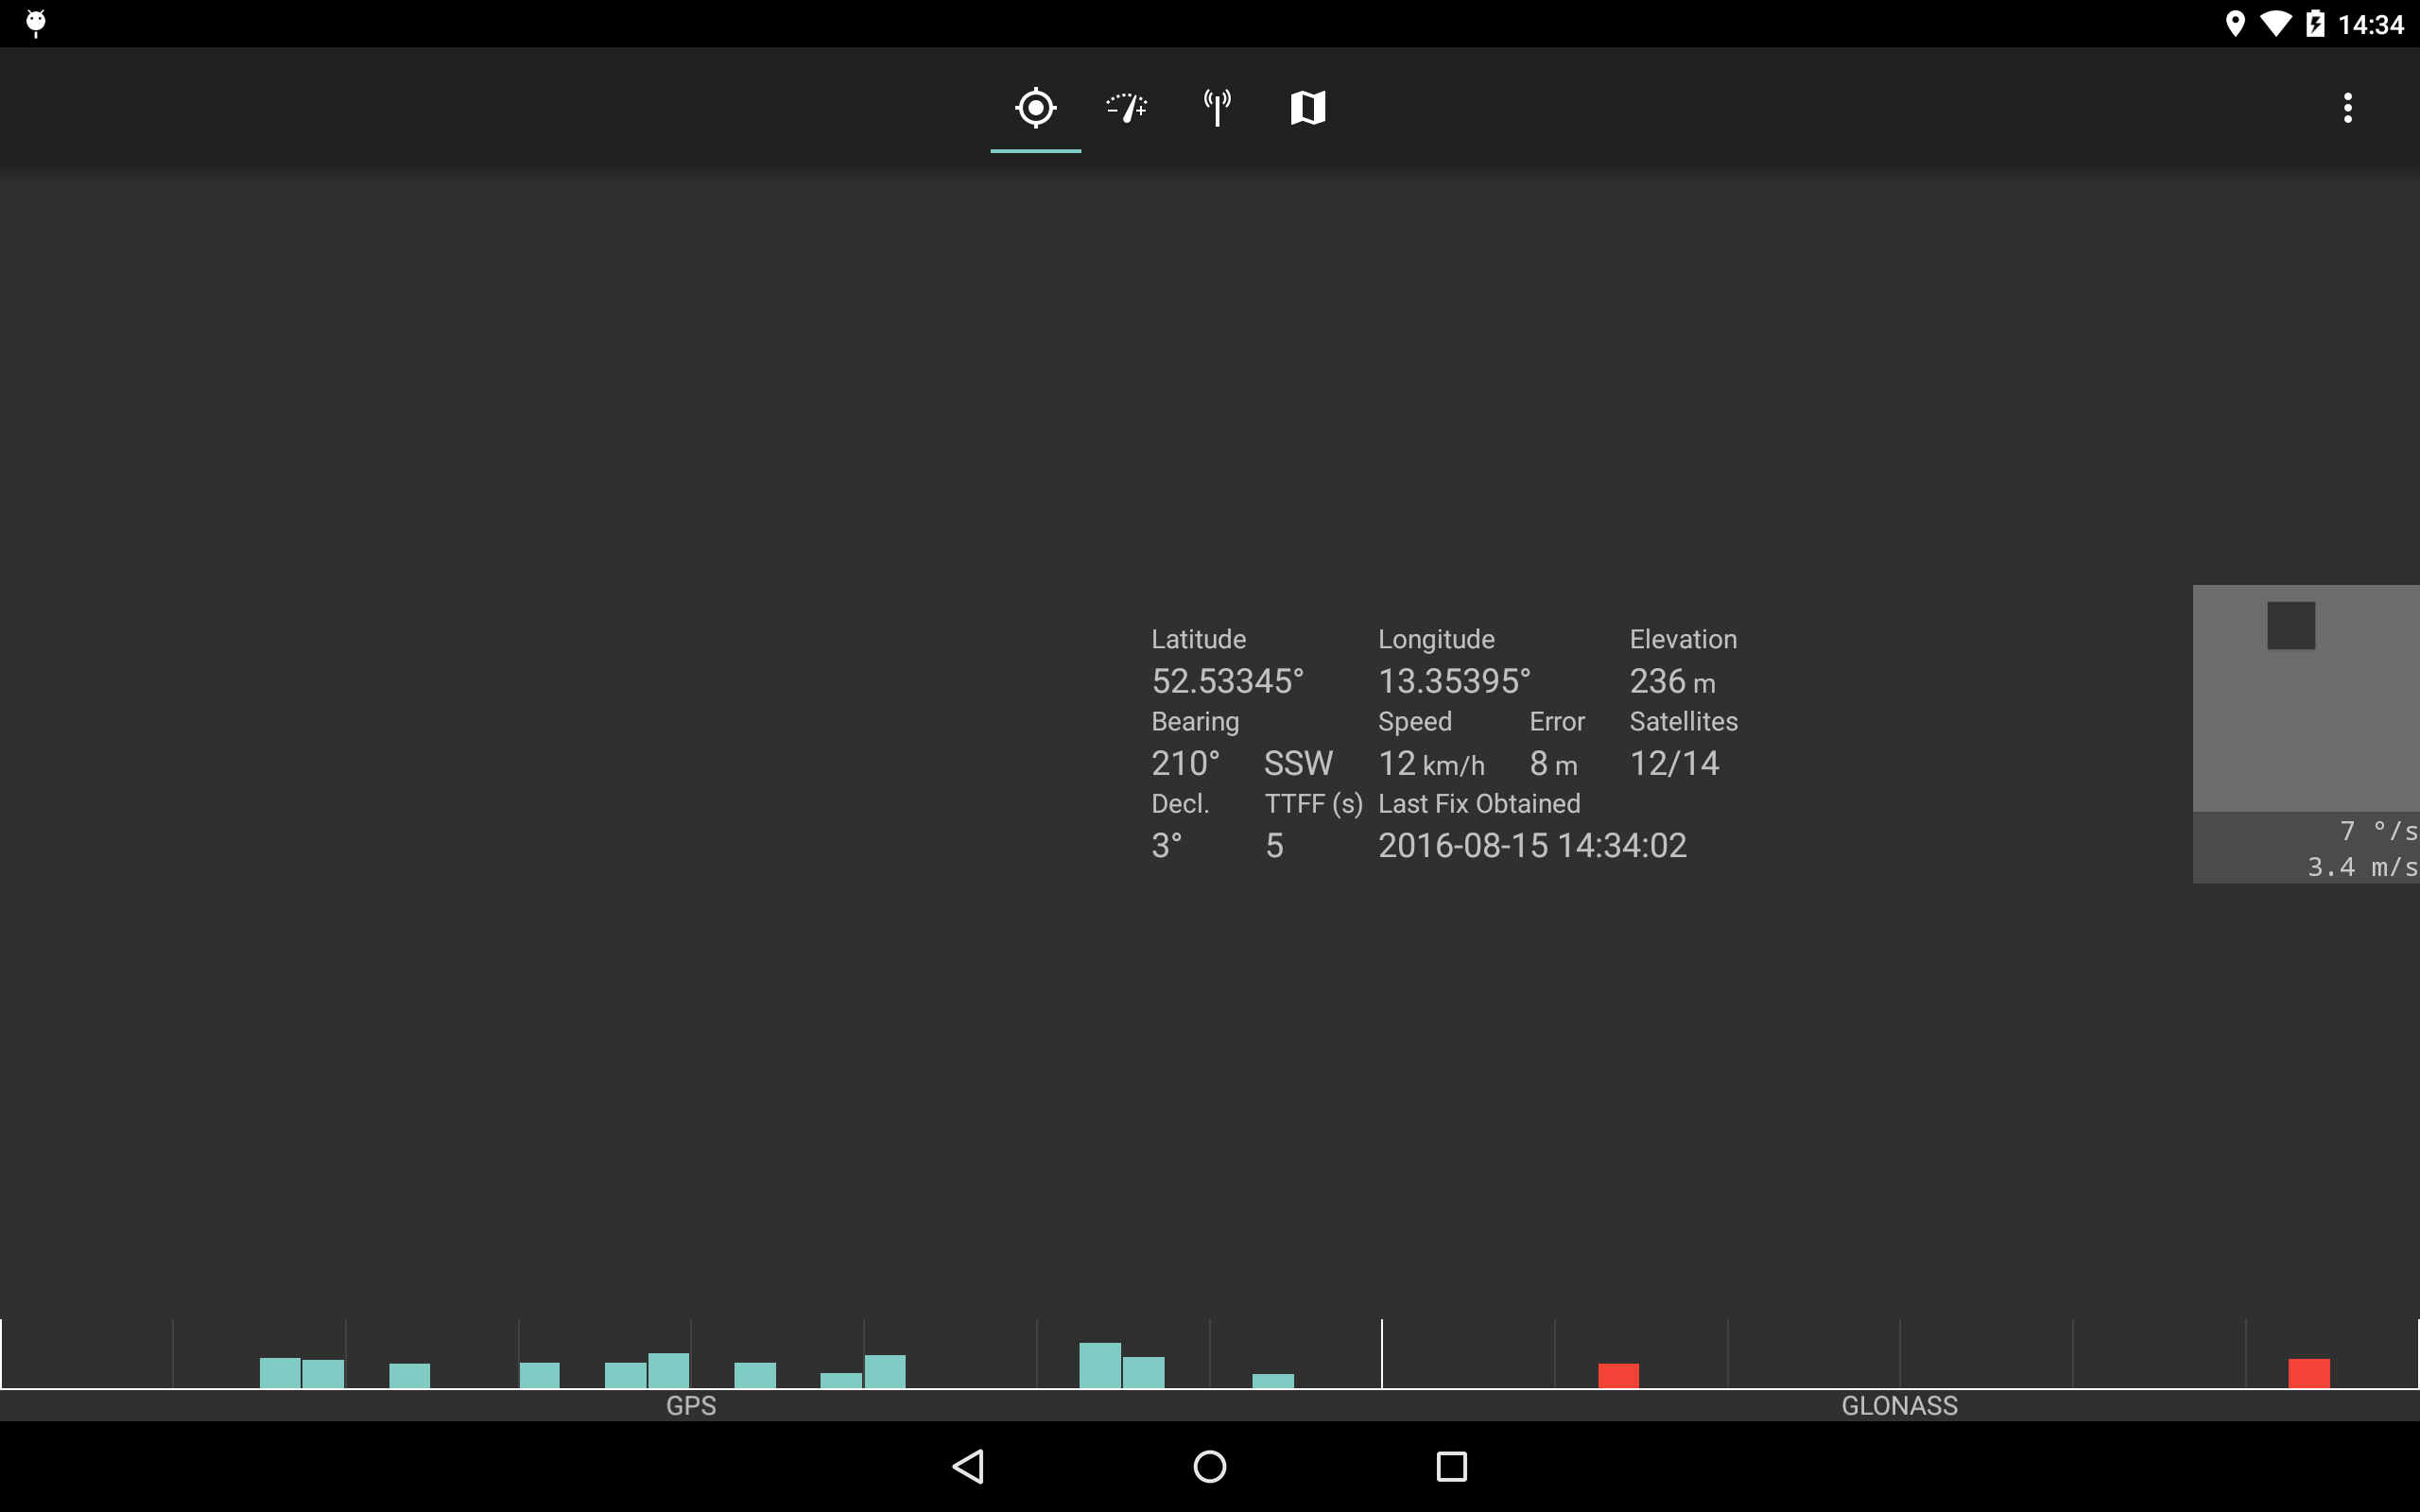 14:34
Latitude Longitude Elevation
52.53345° 13.35395° 236 m
Bearing Speed Error Satellites
210° SSW 12 km/h 8 m 12/14
Decl. TTFF (s) Last Fix Obtained
3° 5 2016-08-15 14:34:02
7 °/s
3.4 m/s
GPS GLONASS